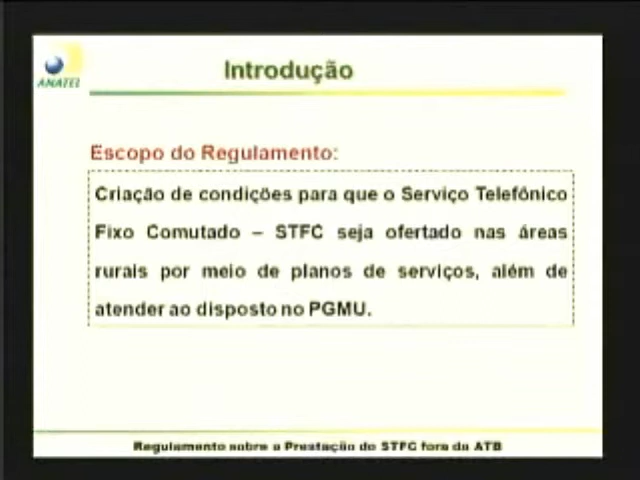 ANATEL
Introdução
Escopo do Regulamento:
Criação de condições para que o Serviço Telefônico
Fixo Comutado – STFC seja ofertado nas áreas
rurais por meio de planos de serviços, além de
atender ao disposto no PGMU.
Regulamento sobre a Prestação do STFC fora da ATB